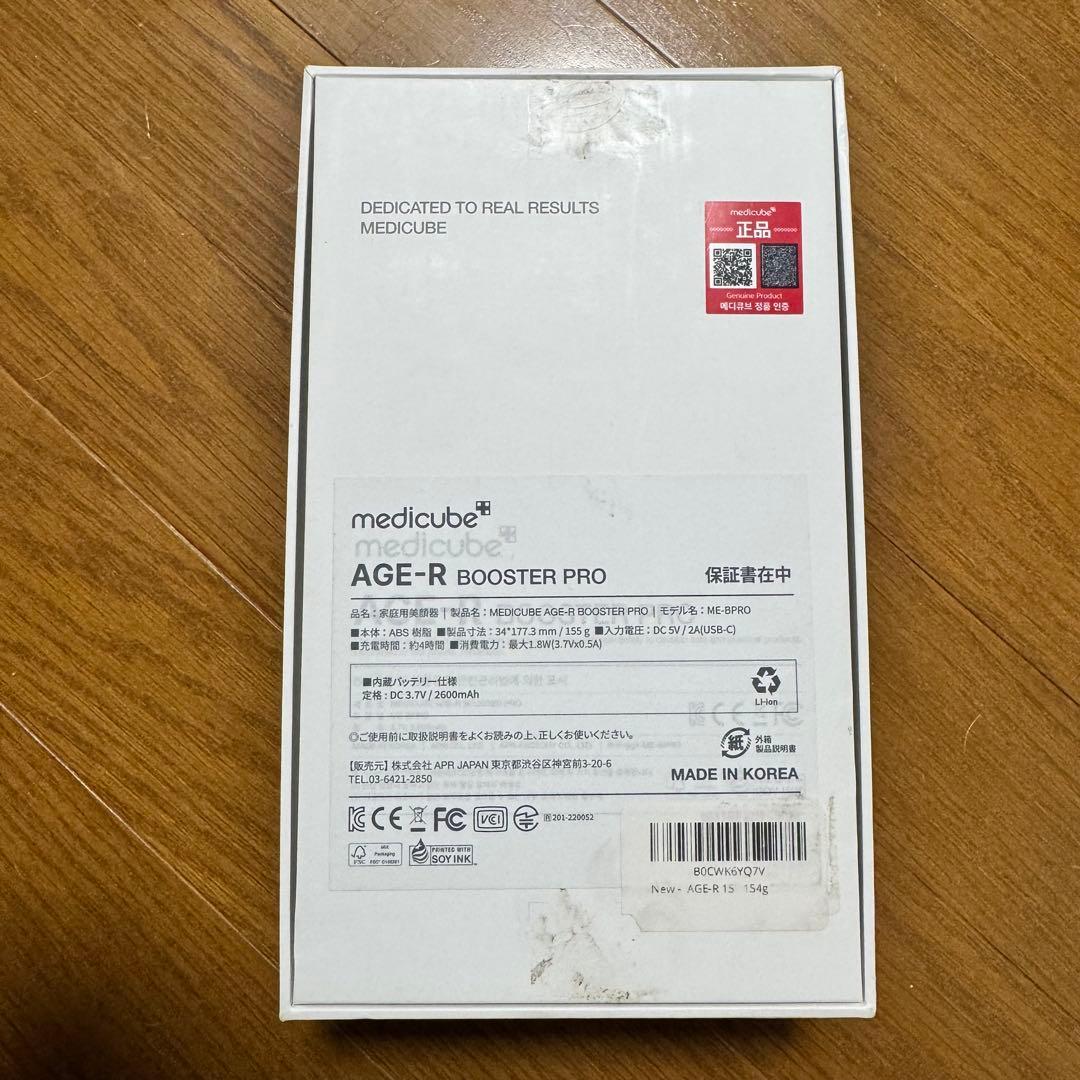 DEDICATED TO REAL RESULTS
MEDICUBE
medicube
正品
Genuine Product
메디큐브 정품 인증
medicube
medicube
AGE-R BOOSTER PRO
保証書在中
品名：家庭用美顔器 | 製品名：MEDICUBE AGE-R BOOSTER PRO | モデル名：ME-BPRO
■本体：ABS 樹脂 ■製品寸法：34*177.3 mm / 155 g ■入力電圧：DC 5V / 2A(USB-C)
■充電時間：約4時間 ■消費電力：最大1.8W(3.7Vx0.5A)
■内蔵バッテリー仕様
定格 : DC 3.7V / 2600mAh
Li-ion
◎ご使用前に取扱説明書をよくお読みの上、正しくお使いください。
紙
外箱
製品説明書
【販売元】株式会社 APR JAPAN 東京都渋谷区神宮前3-20-6
TEL.03-6421-2850
MADE IN KOREA
CE FC VCCI R 201-220052
FSC
MIX
Packaging
PRINTED WITH
SOY INK
B0CWK6YQ7V
New - AGE-R 15 154g